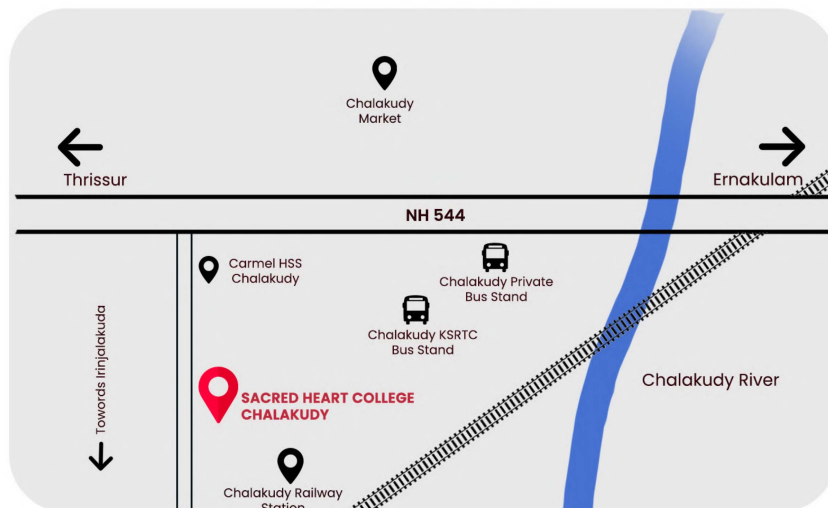 Chalakudy
Market
Thrissur
Ernakulam
NH 544
Carmel HSS
Chalakudy
Chalakudy Private
Bus Stand
Chalakudy KSRTC
Bus Stand
Towords Irinjalakuda
SACRED HEART COLLEGE
CHALAKUDY
Chalakudy River
Chalakudy Railway
Station